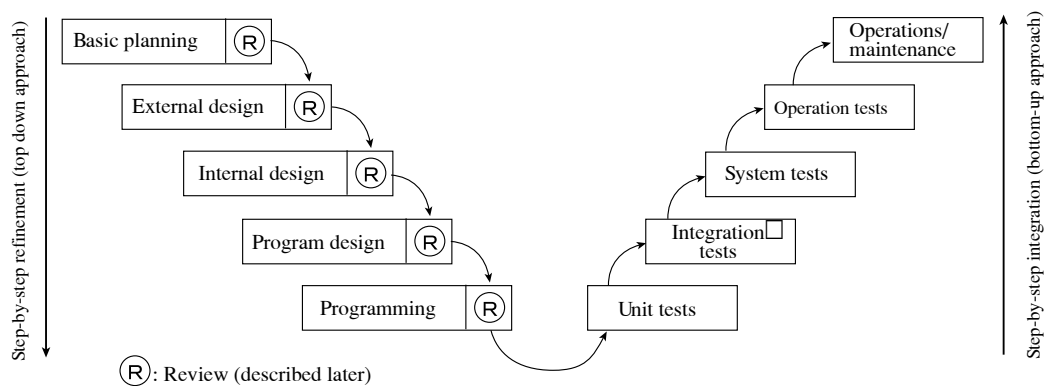 Step-by-step refinement (top down approach)
Basic planning R
External design R
Internal design R
Program design R
Programming R
Unit tests
Integration
tests
System tests
Operation tests
Operations/
maintenance
Step-by-step integration (bottom-up approach)
R: Review (described later)